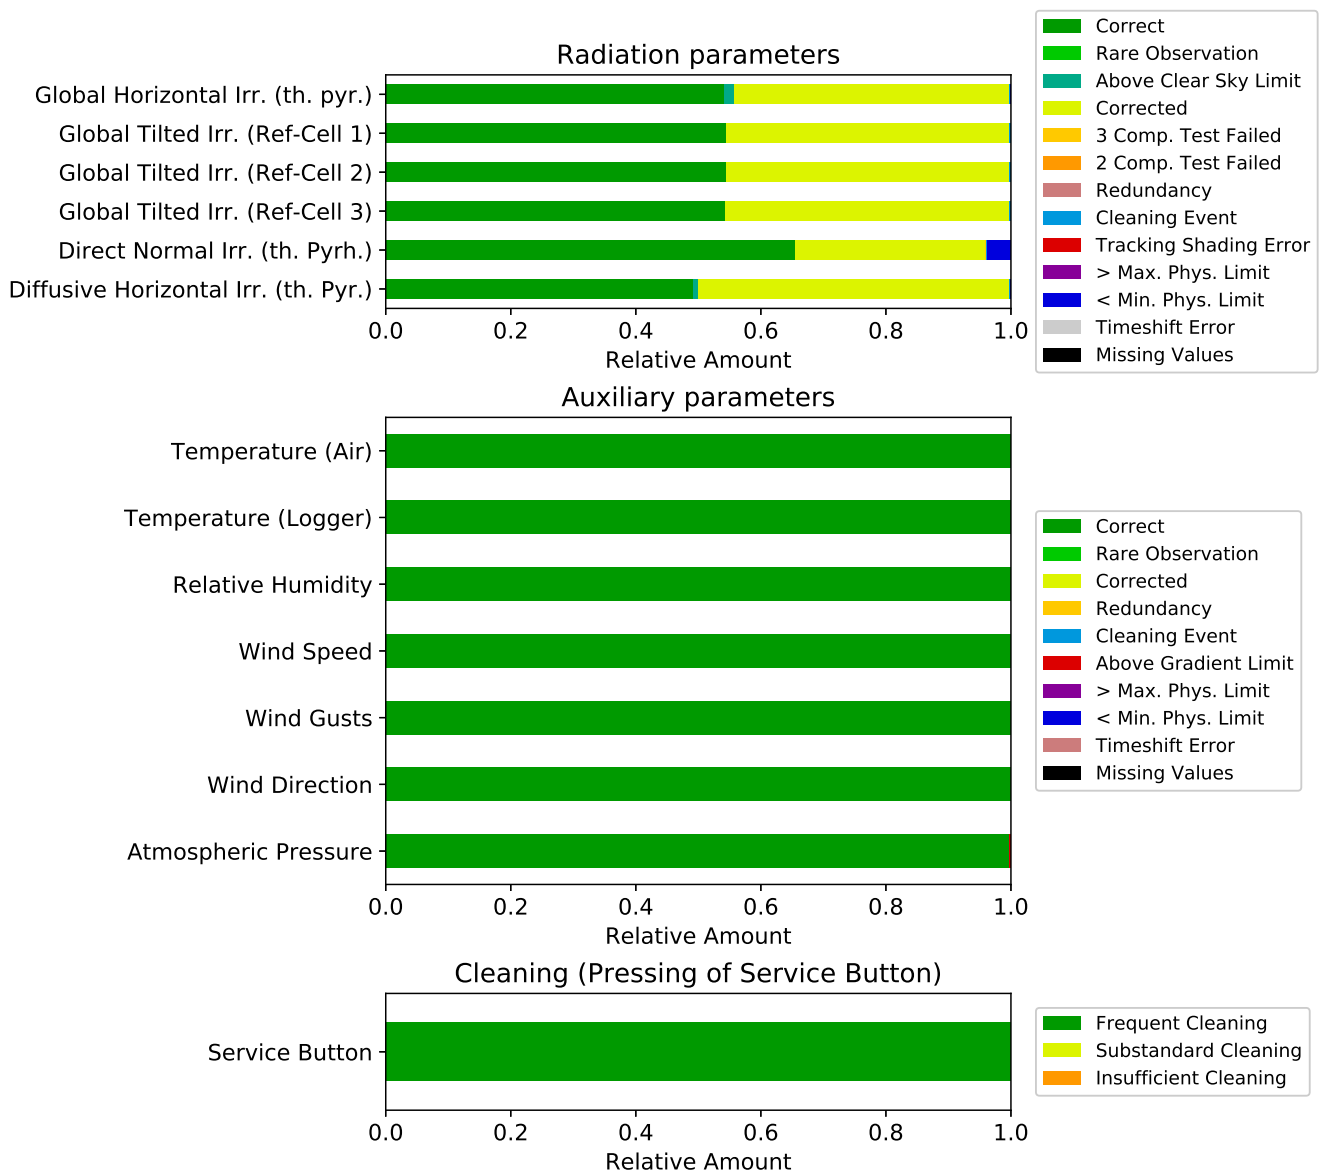 Radiation parameters
Global Horizontal Irr. (th. pyr.)
Global Tilted Irr. (Ref-Cell 1)
Global Tilted Irr. (Ref-Cell 2)
Global Tilted Irr. (Ref-Cell 3)
Direct Normal Irr. (th. Pyrh.)
Diffusive Horizontal Irr. (th. Pyr.)
0.0 0.2 0.4 0.6 0.8 1.0
Relative Amount
Correct
Rare Observation
Above Clear Sky Limit
Corrected
3 Comp. Test Failed
2 Comp. Test Failed
Redundancy
Cleaning Event
Tracking Shading Error
> Max. Phys. Limit
< Min. Phys. Limit
Timeshift Error
Missing Values
Auxiliary parameters
Temperature (Air)
Temperature (Logger)
Relative Humidity
Wind Speed
Wind Gusts
Wind Direction
Atmospheric Pressure
0.0 0.2 0.4 0.6 0.8 1.0
Relative Amount
Correct
Rare Observation
Corrected
Redundancy
Cleaning Event
Above Gradient Limit
> Max. Phys. Limit
< Min. Phys. Limit
Timeshift Error
Missing Values
Cleaning (Pressing of Service Button)
Service Button
0.0 0.2 0.4 0.6 0.8 1.0
Relative Amount
Frequent Cleaning
Substandard Cleaning
Insufficient Cleaning